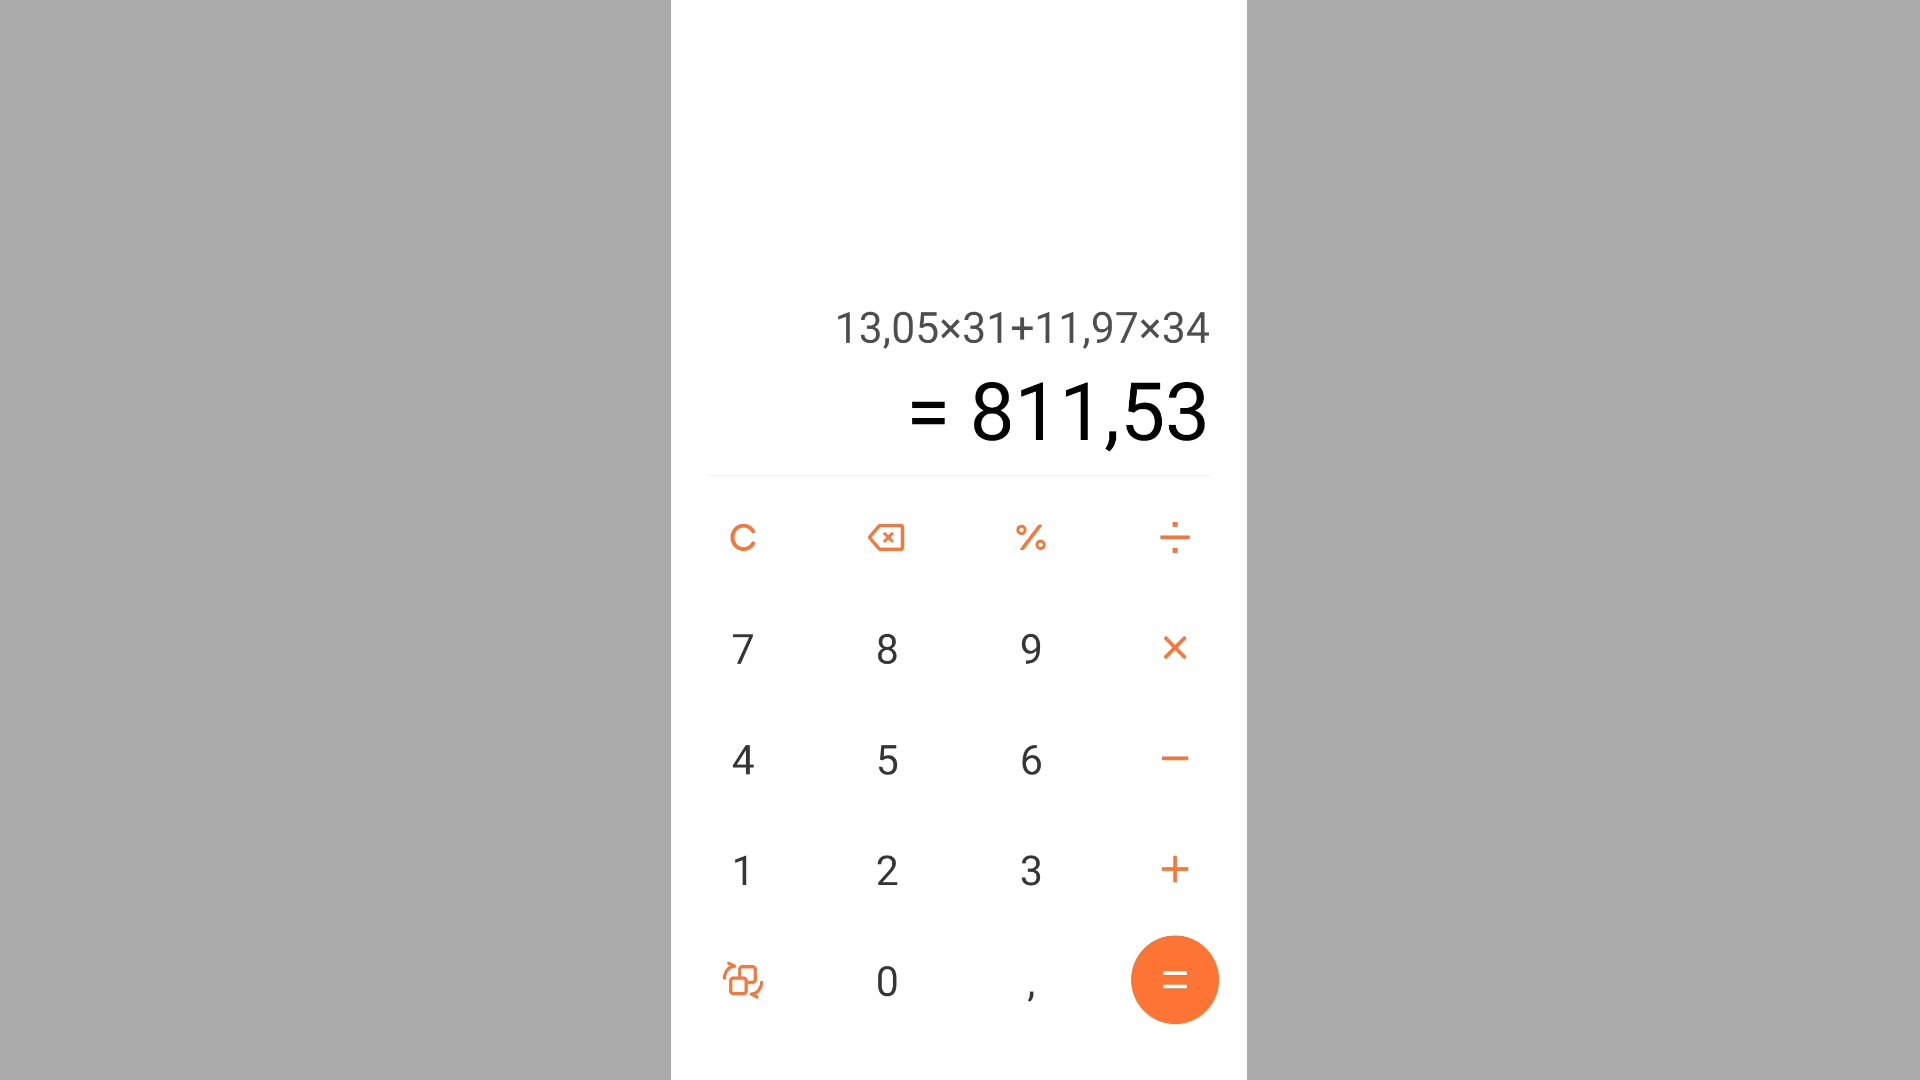 13,05×31+11,97×34
= 811,53
C % ÷
7 8 9 ×
4 5 6 −
1 2 3 +
0 , =